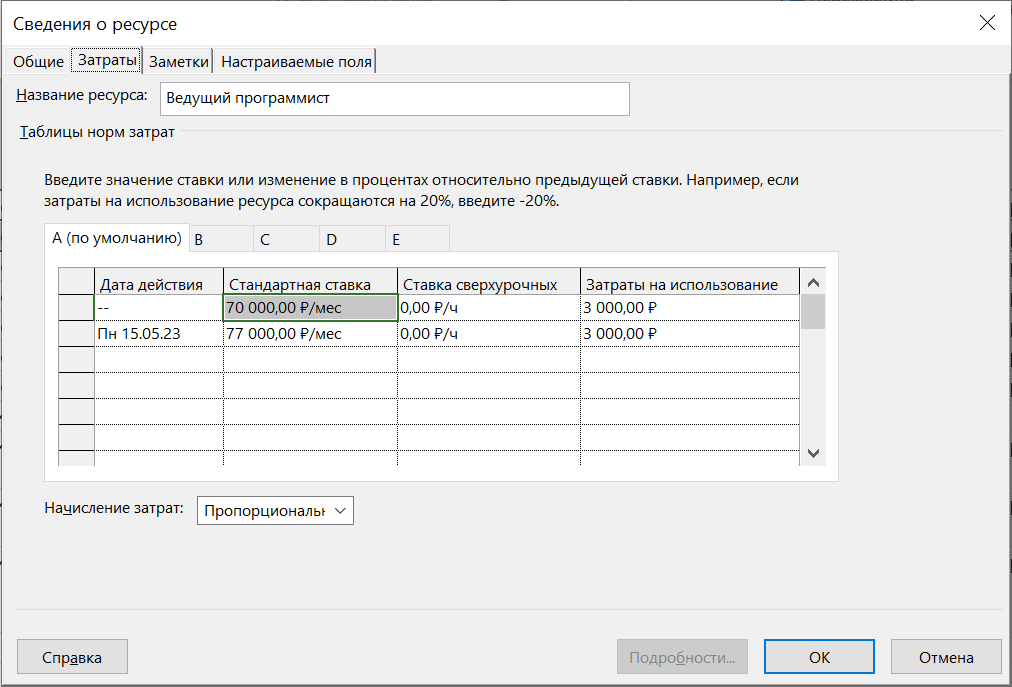 Сведения о ресурсе
Общие Затраты Заметки Настраиваемые поля
Название ресурса: Ведущий программист
Таблицы норм затрат
Введите значение ставки или изменение в процентах относительно предыдущей ставки. Например, если
затраты на использование ресурса сокращаются на 20%, введите -20%.
A (по умолчанию) B C D E
Дата действия Стандартная ставка Ставка сверхурочных Затраты на использование
-- 70 000,00 ₽/мес 0,00 ₽/ч 3 000,00 ₽
Пн 15.05.23 77 000,00 ₽/мес 0,00 ₽/ч 3 000,00 ₽
Начисление затрат: Пропорциональн
Справка Подробности... ОК Отмена